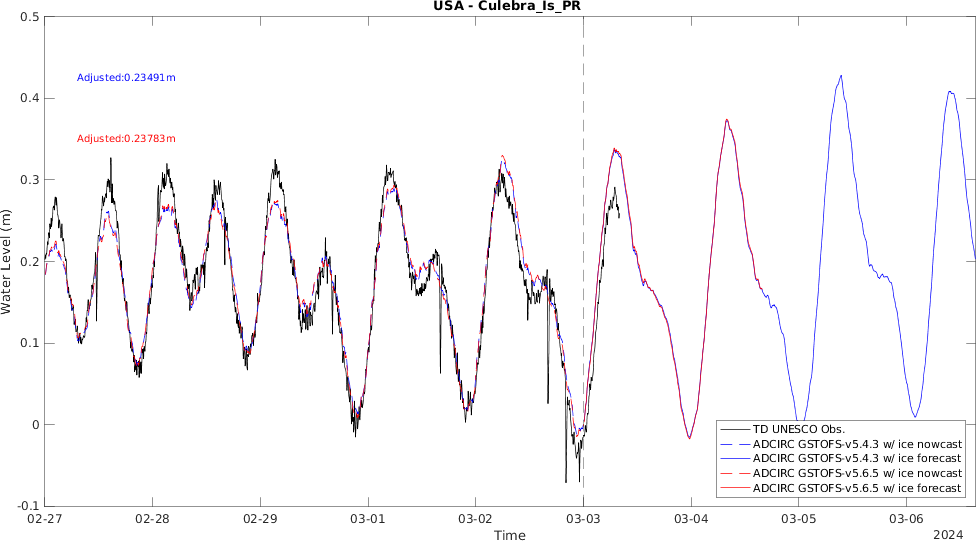 USA - Culebra_Is_PR
0.5
0.4
0.3
0.2
0.1
0
-0.1
Water Level (m)
Adjusted:0.23491m
Adjusted:0.23783m
TD UNESCO Obs.
ADCIRC GSTOFS-v5.4.3 w/ ice nowcast
ADCIRC GSTOFS-v5.4.3 w/ ice forecast
ADCIRC GSTOFS-v5.6.5 w/ ice nowcast
ADCIRC GSTOFS-v5.6.5 w/ ice forecast
02-27 02-28 02-29 03-01 03-02 03-03 03-04 03-05 03-06
Time
2024